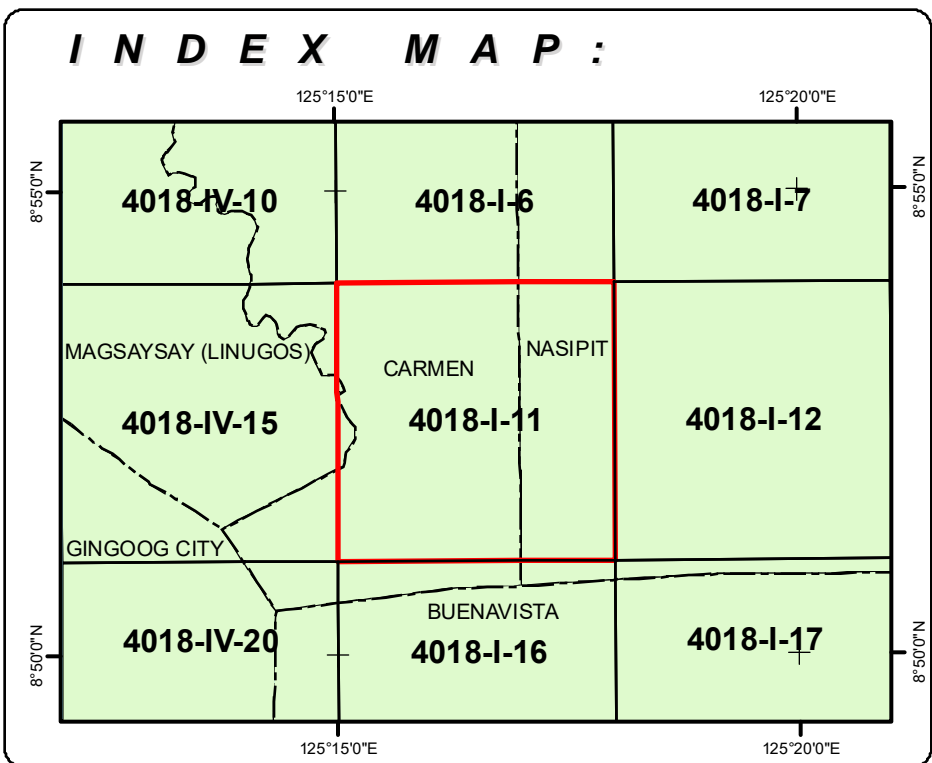 INDEX MAP:
125°15'0"E 125°20'0"E
8°55'0"N 8°55'0"N
4018-IV-10 4018-I-6 4018-I-7
MAGSAYSAY (LINUGOS) NASIPIT
CARMEN
4018-IV-15 4018-I-11 4018-I-12
GINGOOG CITY
BUENAVISTA
4018-IV-20 4018-I-16 4018-I-17
8°50'0"N 8°50'0"N
125°15'0"E 125°20'0"E